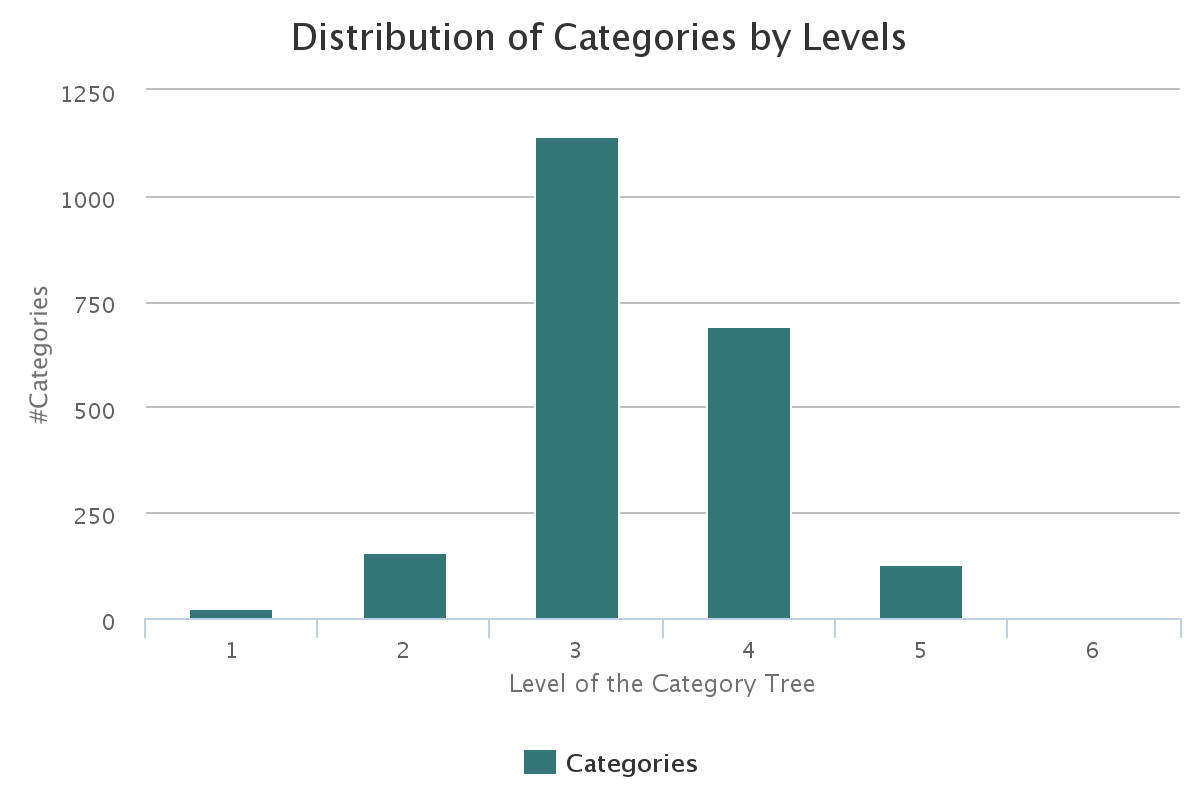 Distribution of Categories by Levels
1250
1000
750
500
250
0
#Categories
1 2 3 4 5 6
Level of the Category Tree
Categories